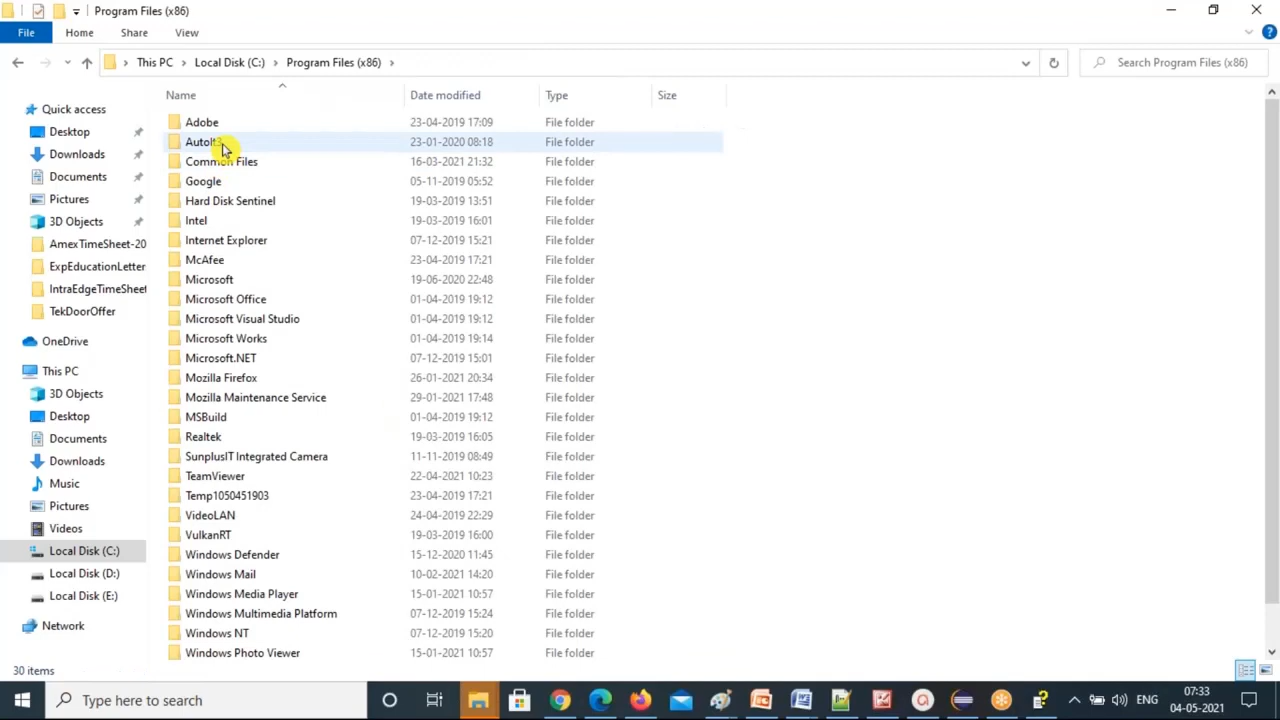 Program Files (x86)
File
Home
Share
View
This PC
Local Disk (C:)
Program Files (x86)
Search Program Files (x86)
Quick access
Desktop
Downloads
Documents
Pictures
3D Objects
AmexTimeSheet-20
ExpEducationLetter
IntraEdgeTimeSheet
TekDoorOffer
OneDrive
This PC
3D Objects
Desktop
Documents
Downloads
Music
Pictures
Videos
Local Disk (C:)
Local Disk (D:)
Local Disk (E:)
Network
Name Date modified Type Size
Adobe 23-04-2019 17:09 File folder
AutoIt3 23-01-2020 08:18 File folder
Common Files 16-03-2021 21:32 File folder
Google 05-11-2019 05:52 File folder
Hard Disk Sentinel 19-03-2019 13:51 File folder
Intel 19-03-2019 16:01 File folder
Internet Explorer 07-12-2019 15:21 File folder
McAfee 23-04-2019 17:21 File folder
Microsoft 19-06-2020 22:48 File folder
Microsoft Office 01-04-2019 19:12 File folder
Microsoft Visual Studio 01-04-2019 19:12 File folder
Microsoft Works 01-04-2019 19:14 File folder
Microsoft.NET 07-12-2019 15:01 File folder
Mozilla Firefox 26-01-2021 20:34 File folder
Mozilla Maintenance Service 29-01-2021 17:48 File folder
MSBuild 01-04-2019 19:12 File folder
Realtek 19-03-2019 16:05 File folder
SunplusIT Integrated Camera 11-11-2019 08:49 File folder
TeamViewer 22-04-2021 10:23 File folder
Temp1050451903 23-04-2019 17:21 File folder
VideoLAN 24-04-2019 22:29 File folder
VulkanRT 19-03-2019 16:00 File folder
Windows Defender 15-12-2020 11:45 File folder
Windows Mail 10-02-2021 14:20 File folder
Windows Media Player 15-01-2021 10:57 File folder
Windows Multimedia Platform 07-12-2019 15:24 File folder
Windows NT 07-12-2019 15:20 File folder
Windows Photo Viewer 15-01-2021 10:57 File folder
30 items
Type here to search
ENG
07:33
04-05-2021